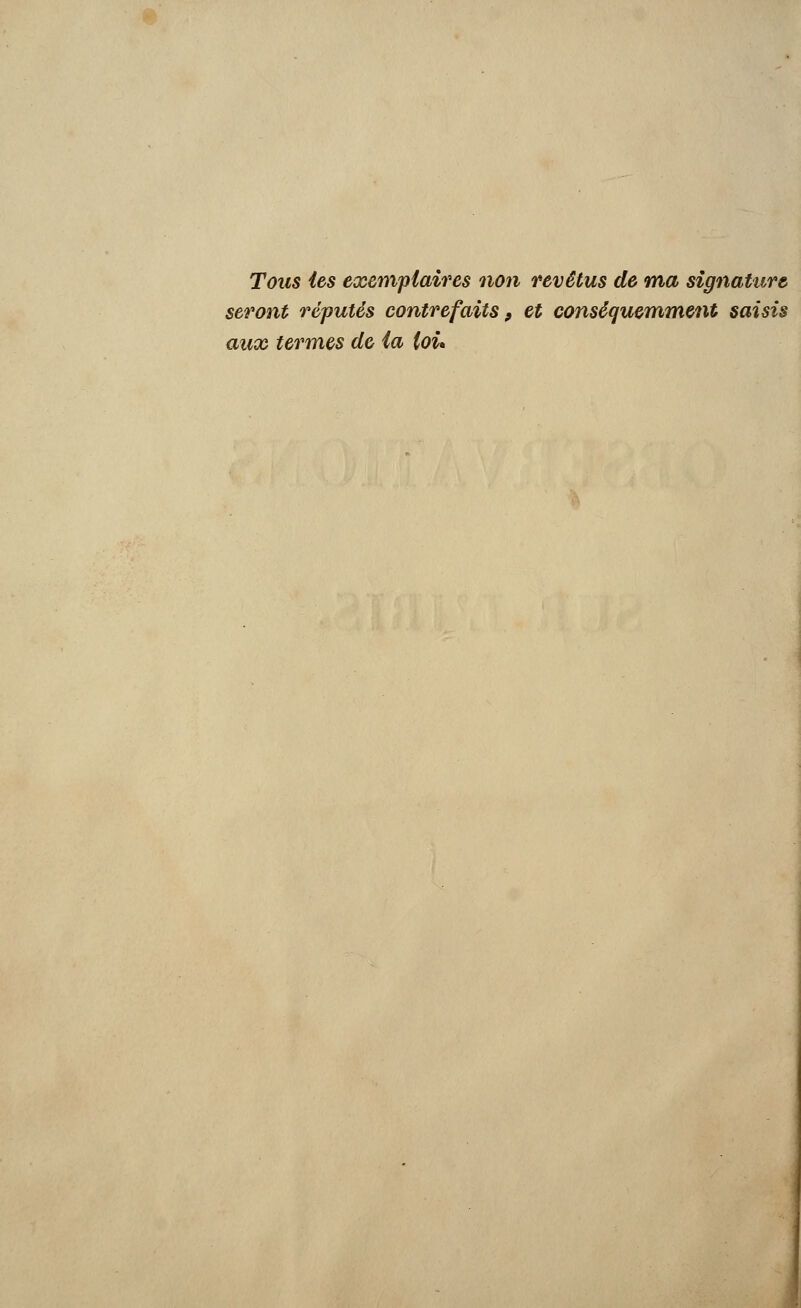 Tous les exemplaires non revêtus de ma signature
seront réputés contrefaits, et conséquemment saisis
aux termes de la loi.